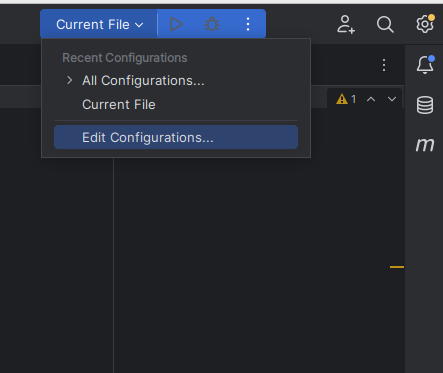 Current File
Recent Configurations
All Configurations...
Current File
1
Edit Configurations...
m